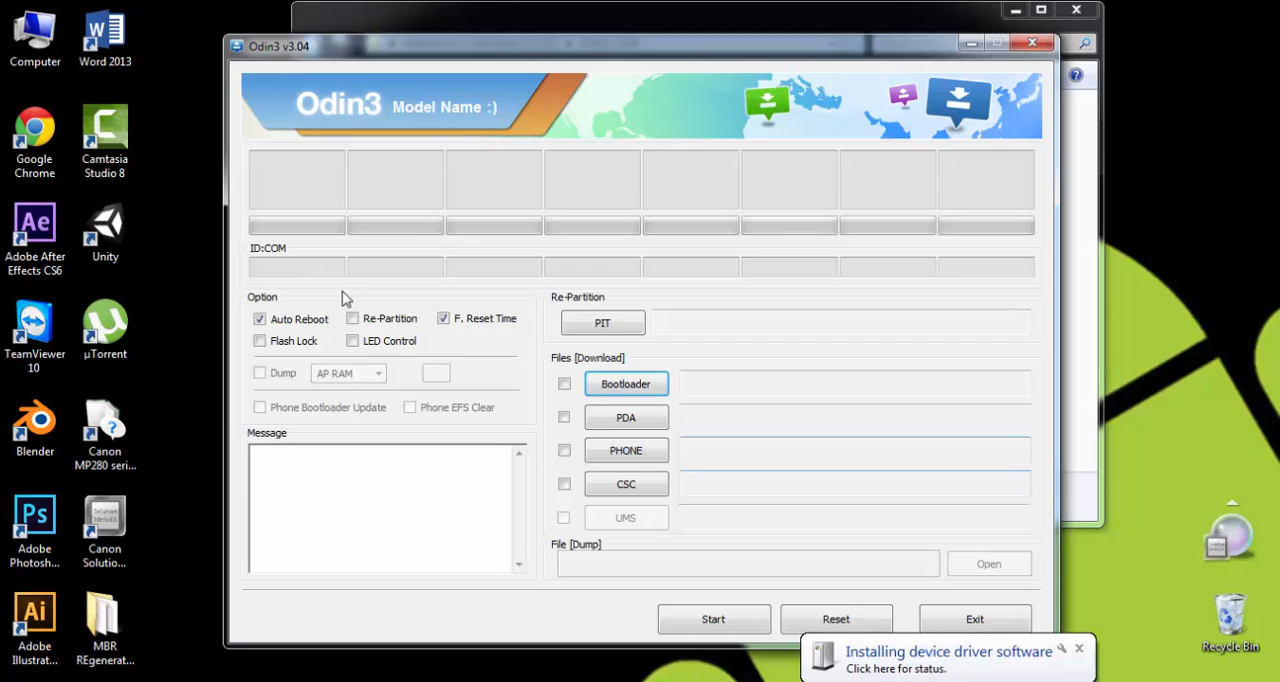 Computer
Word 2013
Google
Chrome
Camtasia
Studio 8
Ae
Adobe After
Effects CS6
Unity
TeamViewer
10
µTorrent
Blender
Canon
MP280 seri...
Ps
Adobe
Photosh...
Canon
Solutio...
Ai
Adobe
Illustrat...
MBR
REgenerat...
Odin3 v3.04
Odin3 Model Name :)
ID:COM
Option
Auto Reboot
Re-Partition
F. Reset Time
Flash Lock
LED Control
Dump
AP RAM
Phone Bootloader Update
Phone EFS Clear
Message
Re-Partition
PIT
Files [Download]
Bootloader
PDA
PHONE
CSC
UMS
File [Dump]
Open
Start
Reset
Exit
Installing device driver software
Click here for status.
Recycle Bin